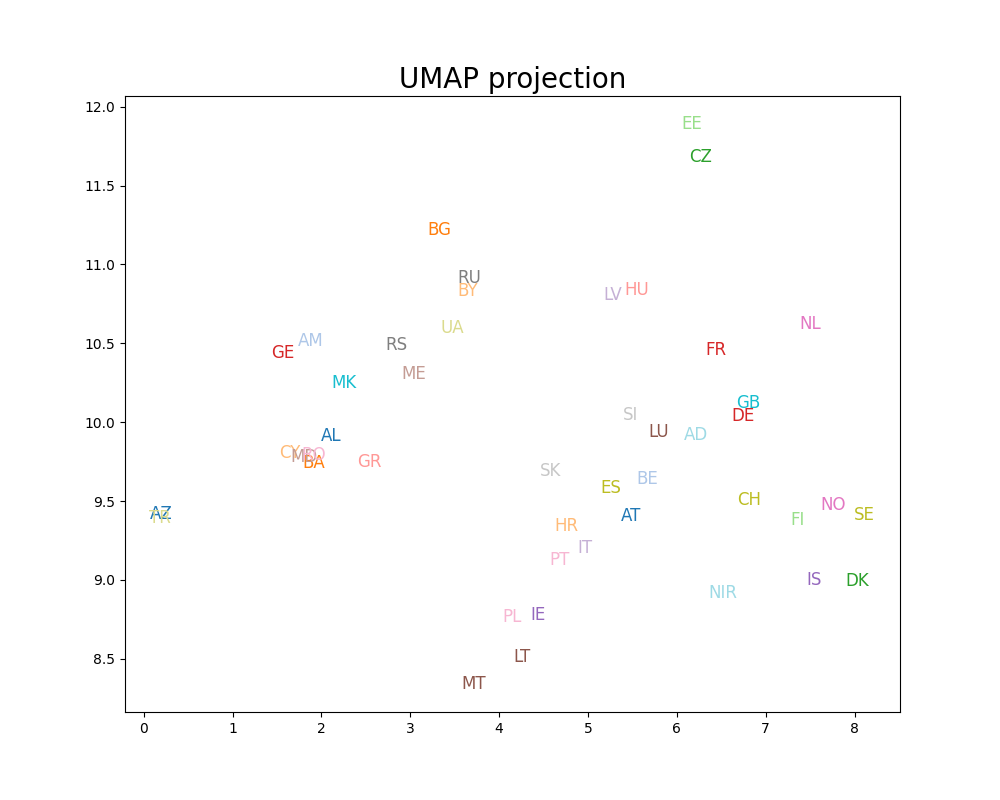 UMAP projection
12.0
EE
CZ
11.5
BG
11.0
RU
BY
LV HU
NL
UA
10.5
AM
GE
RS
FR
ME
MK
GB
DE
10.0
SI
AL
LU
AD
CY
BA
GR
SK
BE
ES
9.5
CH
NO
AZ
AT
FI
SE
HR
IT
PT
9.0
IS
DK
NIR
PL
IE
8.5
LT
MT
0 1 2 3 4 5 6 7 8